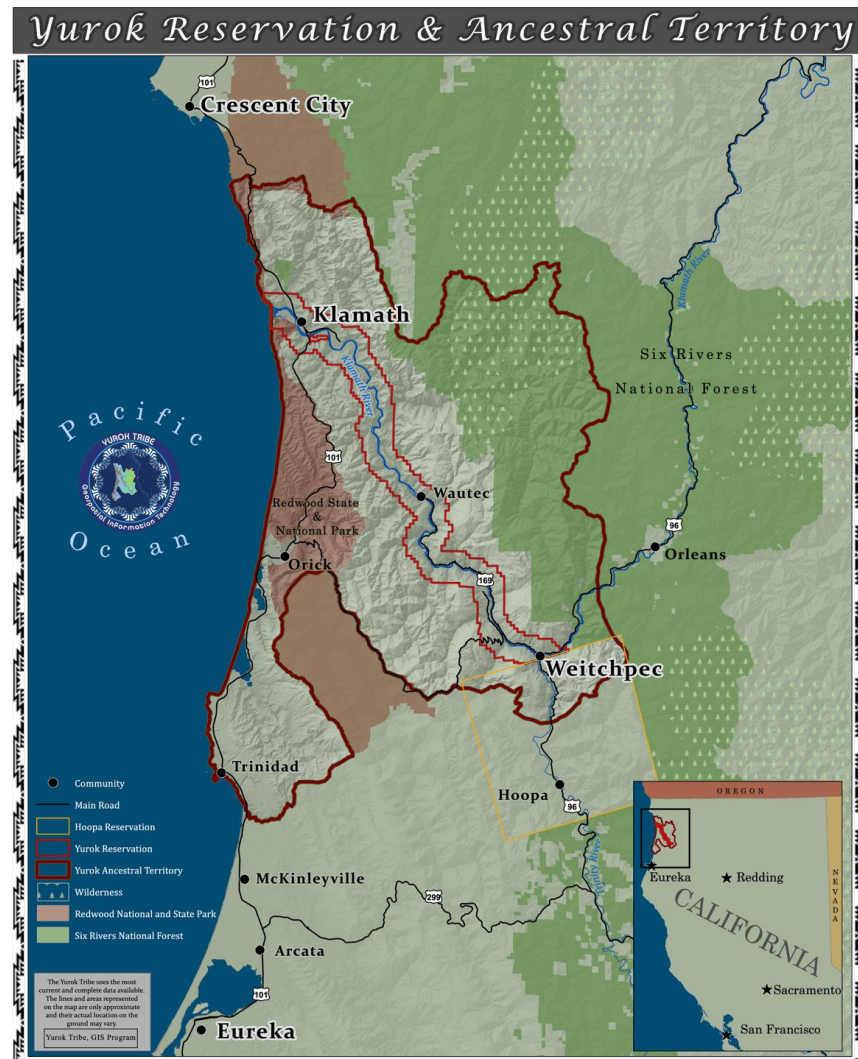 Yurok Reservation & Ancestral Territory
101
Crescent City
Klamath River
Klamath
Six Rivers
National Forest
Klamath River
Pacific
Ocean
YUROK TRIBE
Geospatial Information Technology
101
Wautec
Redwood State
&
National Park
96
Orleans
Orick
169
Weitchpec
Trinidad
Hoopa
96
Trinity River
McKinleyville
299
Arcata
101
Eureka
Community
Main Road
Hoopa Reservation
Yurok Reservation
Yurok Ancestral Territory
Wilderness
Redwood National and State Park
Six Rivers National Forest
The Yurok Tribe uses the most
current and complete data available.
The lines and areas represented
on the map are only approximate
and their actual location on the
ground may vary.
Yurok Tribe, GIS Program
OREGON
NEVADA
Eureka
Redding
CALIFORNIA
Sacramento
San Francisco